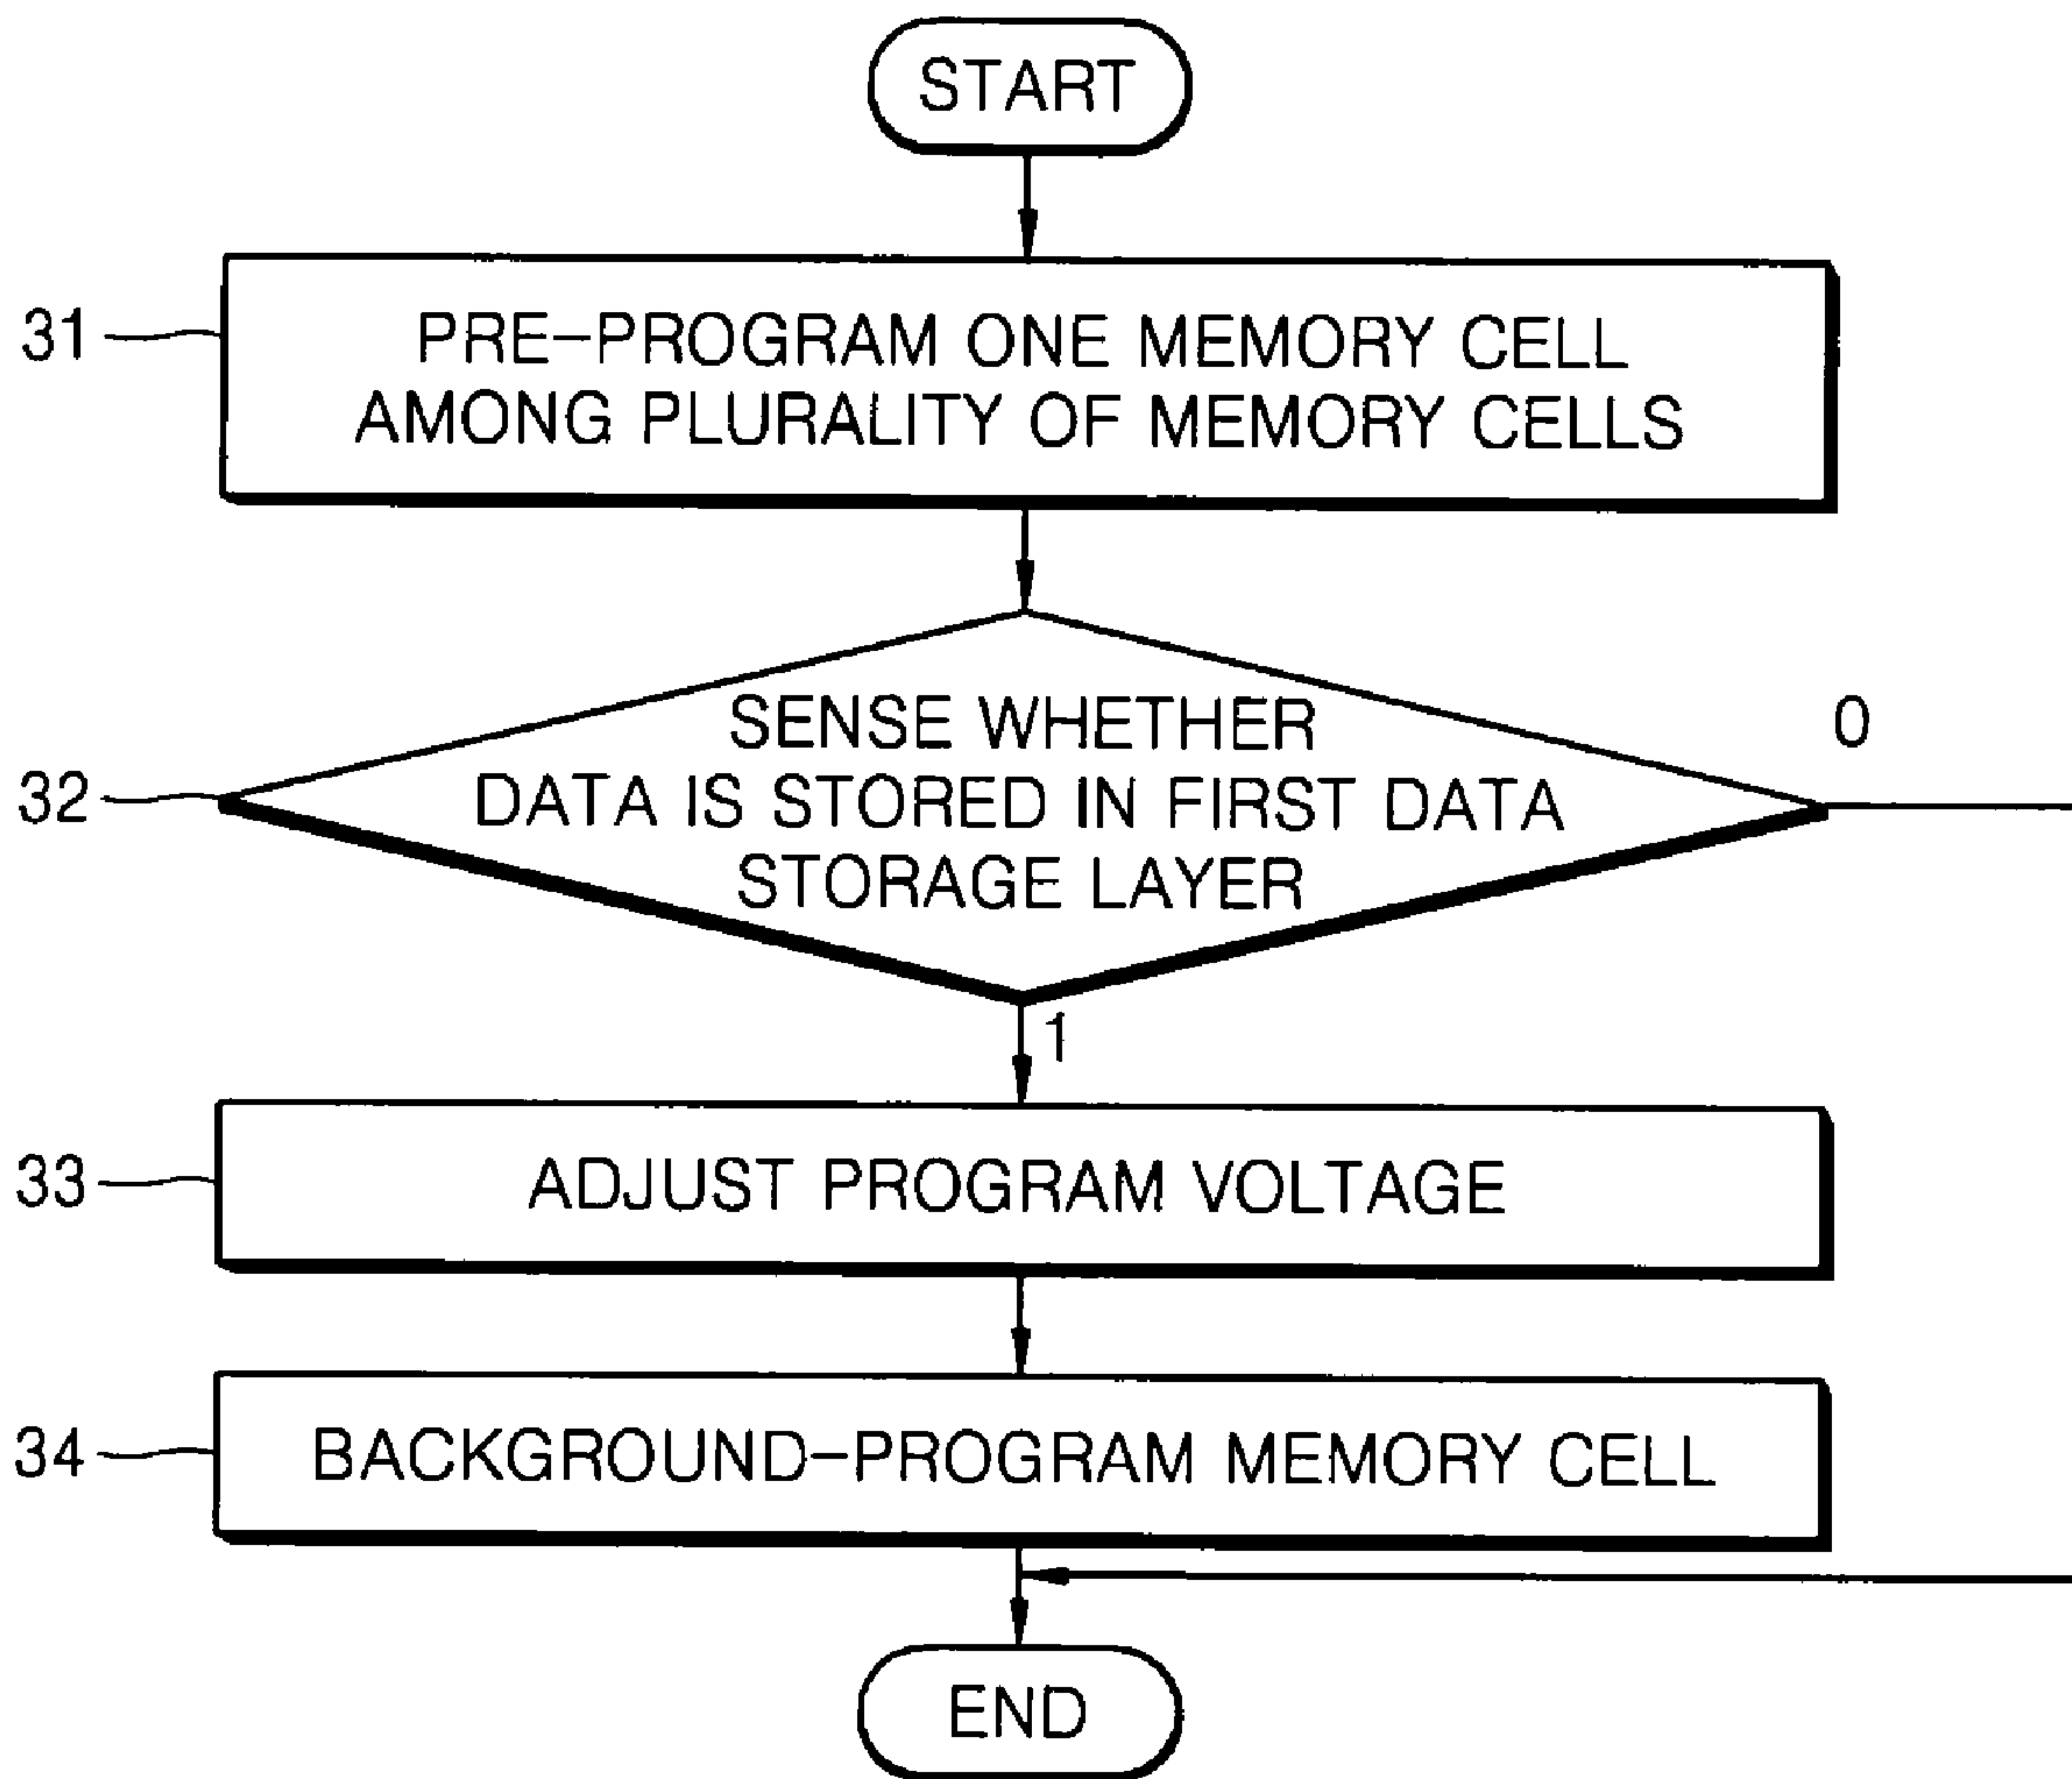 START
31
PRE-PROGRAM ONE MEMORY CELL
AMONG PLURALITY OF MEMORY CELLS
32
SENSE WHETHER
DATA IS STORED IN FIRST DATA
STORAGE LAYER
0
1
33
ADJUST PROGRAM VOLTAGE
34
BACKGROUND-PROGRAM MEMORY CELL
END